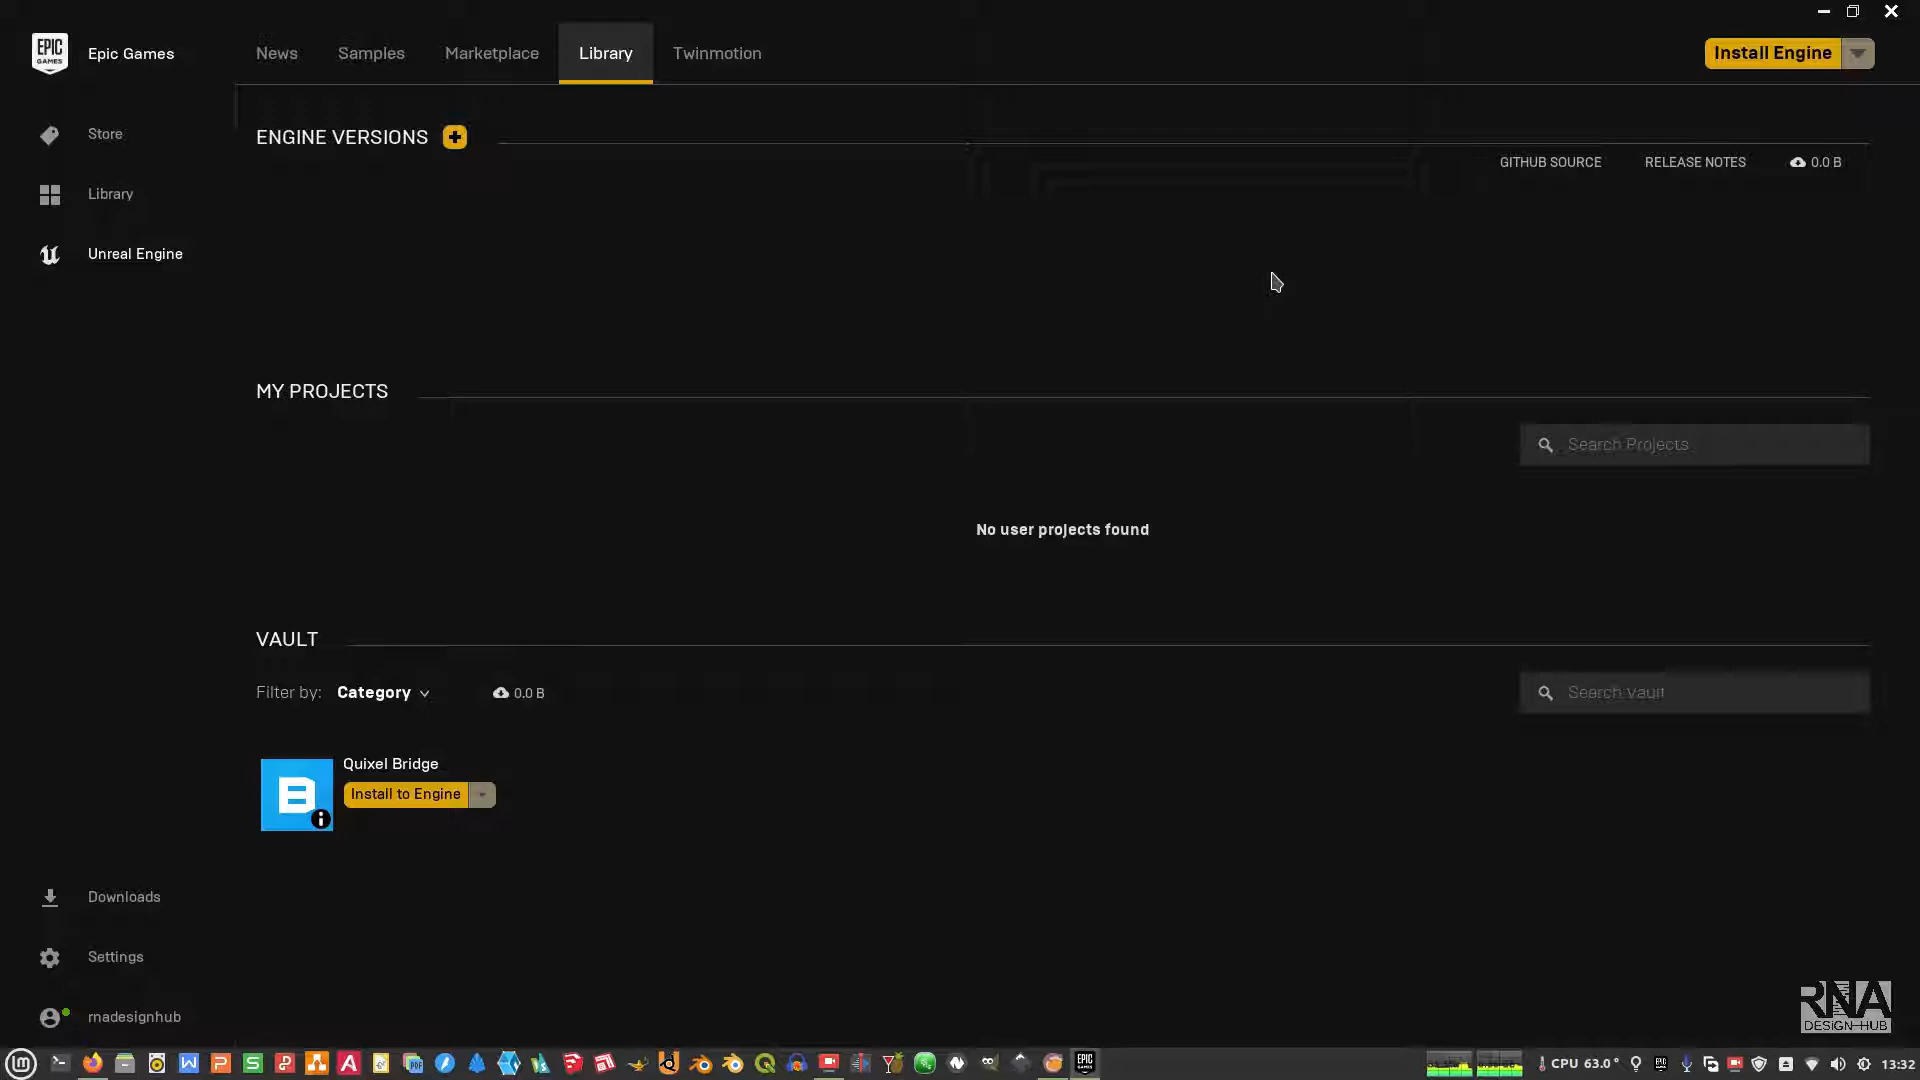 EPIC
GAMES
Epic Games
News
Samples
Marketplace
Library
Twinmotion
Install Engine
Store
Library
Unreal Engine
ENGINE VERSIONS
GITHUB SOURCE
RELEASE NOTES
0.0 B
MY PROJECTS
Search Projects
No user projects found
VAULT
Filter by: Category
0.0 B
Search Vault
Quixel Bridge
Install to Engine
Downloads
Settings
rnadesignhub
RNA
DESIGN-HUB
CPU 63.0°
13:32